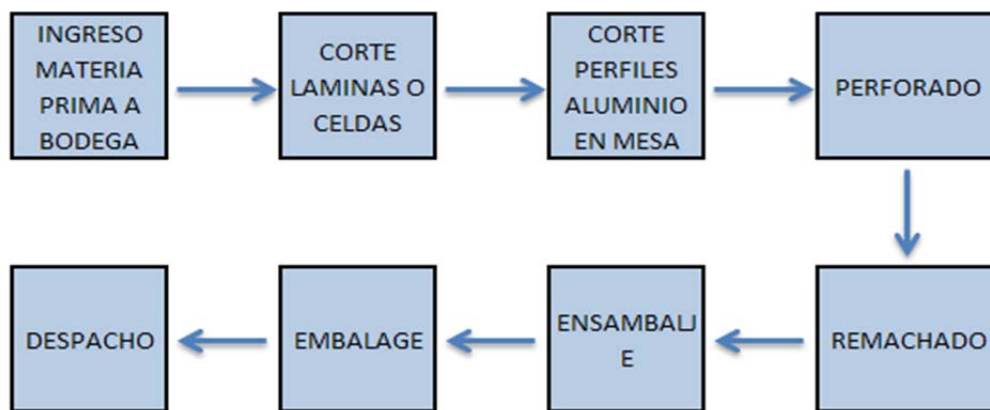 INGRESO
MATERIA
PRIMA A
BODEGA
CORTE
LAMINAS O
CELDAS
CORTE
PERFILES
ALUMINIO
EN MESA
PERFORADO
REMACHADO
ENSAMBALJ
E
EMBALAGE
DESPACHO